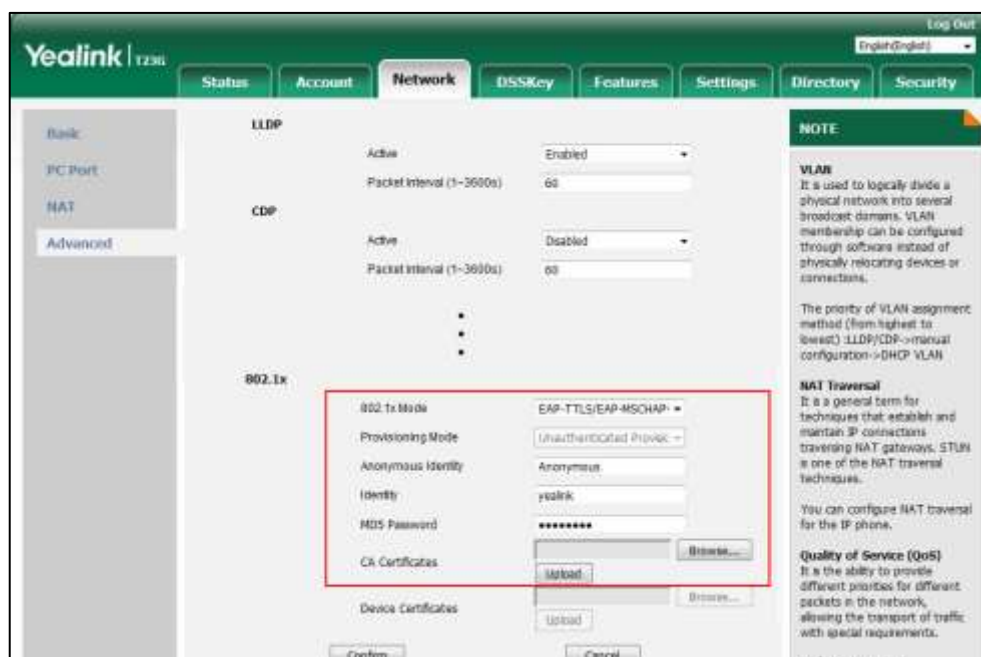 Log Out
Yealink T23G
English(English)
Status Account Network DSSKey Features Settings Directory Security
Basic
PC Port
NAT
Advanced
LLDP
Active Enabled
Packet Interval (1~3600s) 60
CDP
Active Disabled
Packet Interval (1~3600s) 60
802.1x
802.1x Mode EAP-TTLS/EAP-MSCHAP-
Provisioning Mode Unauthenticated Provisi
Anonymous Identity Anonymous
Identity yealink
MD5 Password ••••••••
CA Certificates Browse...
Upload
Device Certificates Browse...
Upload
Confirm Cancel
NOTE
VLAN
It is used to logically divide a
physical network into several
broadcast domains. VLAN
membership can be configured
through software instead of
physically relocating devices or
connections.
The priority of VLAN assignment
method (from highest to
lowest) :LLDP/CDP->manual
configuration->DHCP VLAN
NAT Traversal
It is a general term for
techniques that establish and
maintain IP connections
traversing NAT gateways. STUN
is one of the NAT traversal
techniques.
You can configure NAT traversal
for the IP phone.
Quality of Service (QoS)
It is the ability to provide
different priorities for different
packets in the network,
allowing the transport of traffic
with special requirements.